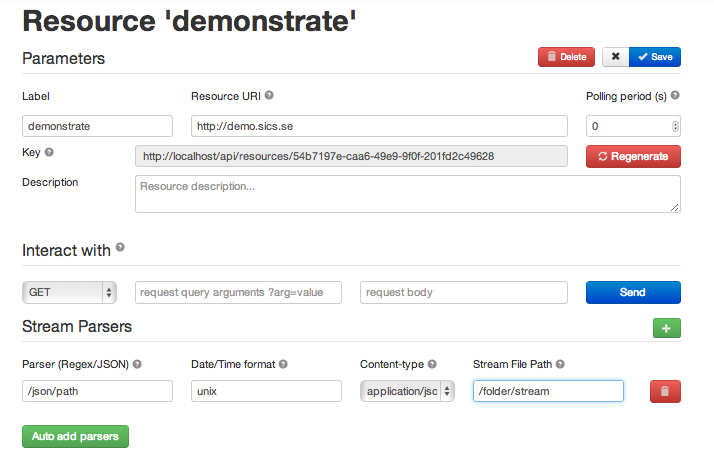 Resource 'demonstrate'
Parameters
Delete
Save
Label
Resource URI
Polling period (s)
demonstrate
http://demo.sics.se
0
Key
http://localhost/api/resources/54b7197e-caa6-49e9-9f0f-201fd2c49628
Regenerate
Description
Resource description...
Interact with
GET
request query arguments ?arg=value
request body
Send
Stream Parsers
Parser (Regex/JSON)
Date/Time format
Content-type
Stream File Path
/json/path
unix
application/jsc
/folder/stream
Auto add parsers